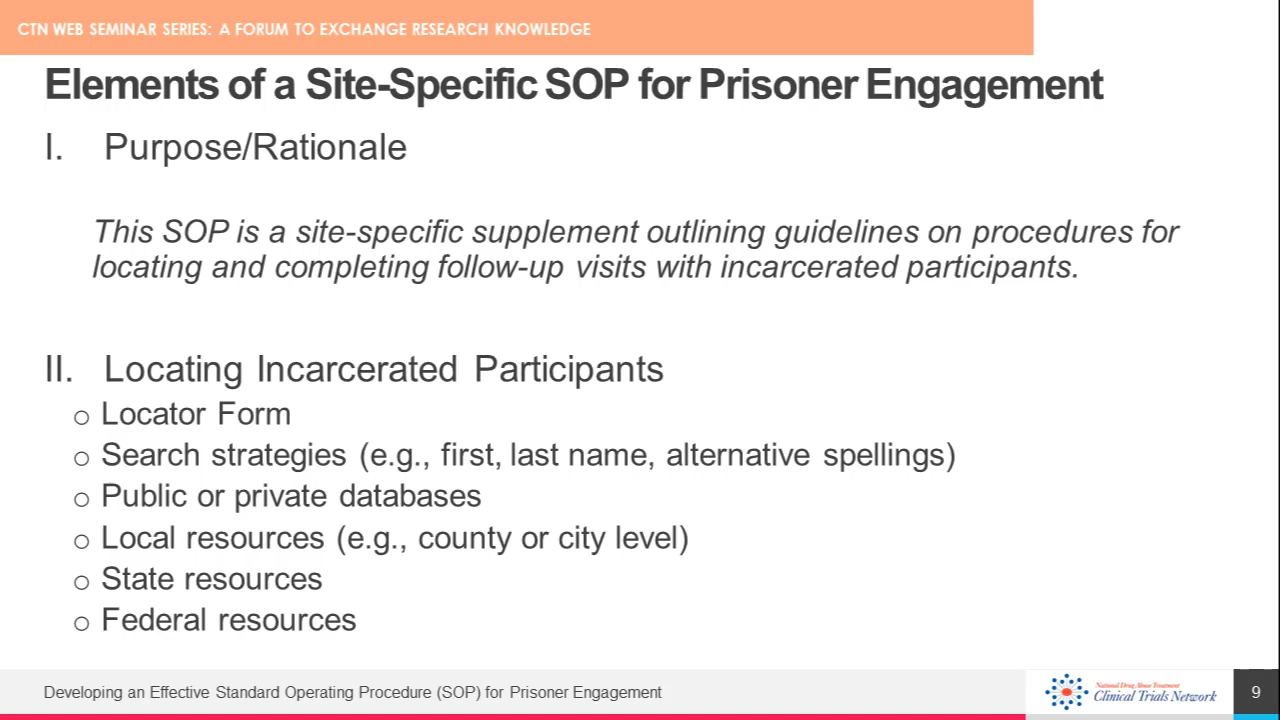 CTN WEB SEMINAR SERIES: A FORUM TO EXCHANGE RESEARCH KNOWLEDGE
Elements of a Site-Specific SOP for Prisoner Engagement
I. Purpose/Rationale
This SOP is a site-specific supplement outlining guidelines on procedures for
locating and completing follow-up visits with incarcerated participants.
II. Locating Incarcerated Participants
o Locator Form
o Search strategies (e.g., first, last name, alternative spellings)
o Public or private databases
o Local resources (e.g., county or city level)
o State resources
o Federal resources
Developing an Effective Standard Operating Procedure (SOP) for Prisoner Engagement
National Drug Abuse Treatment
Clinical Trials Network
9